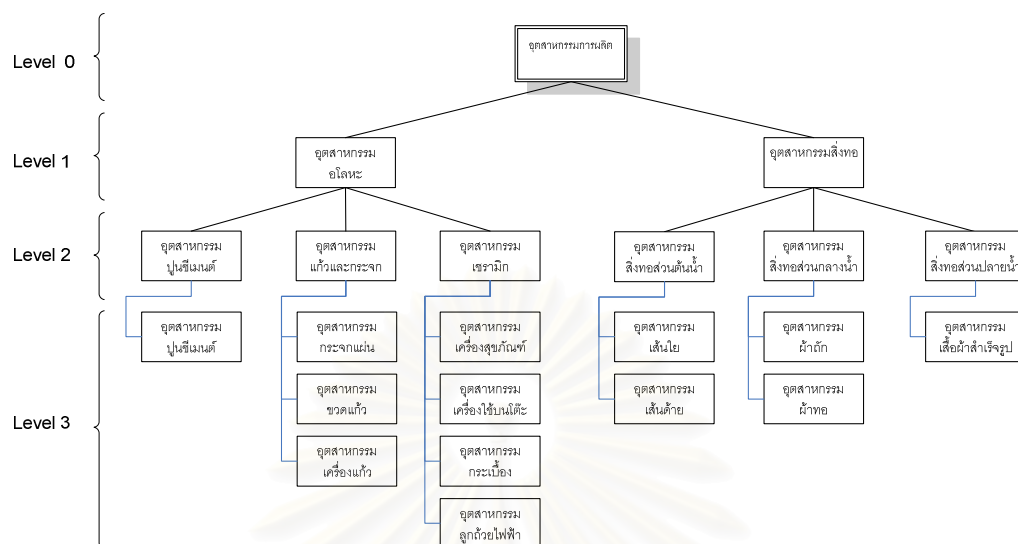 Level 0
อุตสาหกรรมการผลิต
Level 1
อุตสาหกรรม
อโลหะ
อุตสาหกรรมสิ่งทอ
Level 2
อุตสาหกรรม
ปูนซีเมนต์
อุตสาหกรรม
แก้วและกระจก
อุตสาหกรรม
เซรามิก
อุตสาหกรรม
สิ่งทอส่วนต้นน้ำ
อุตสาหกรรม
สิ่งทอส่วนกลางน้ำ
อุตสาหกรรม
สิ่งทอส่วนปลายน้ำ
Level 3
อุตสาหกรรม
ปูนซีเมนต์
อุตสาหกรรม
กระจกแผ่น
อุตสาหกรรม
ขวดแก้ว
อุตสาหกรรม
เครื่องแก้ว
อุตสาหกรรม
เครื่องสุขภัณฑ์
อุตสาหกรรม
เครื่องใช้บนโต๊ะ
อุตสาหกรรม
กระเบื้อง
อุตสาหกรรม
ลูกถ้วยไฟฟ้า
อุตสาหกรรม
เส้นใย
อุตสาหกรรม
เส้นด้าย
อุตสาหกรรม
ผ้าถัก
อุตสาหกรรม
ผ้าทอ
อุตสาหกรรม
เสื้อผ้าสำเร็จรูป